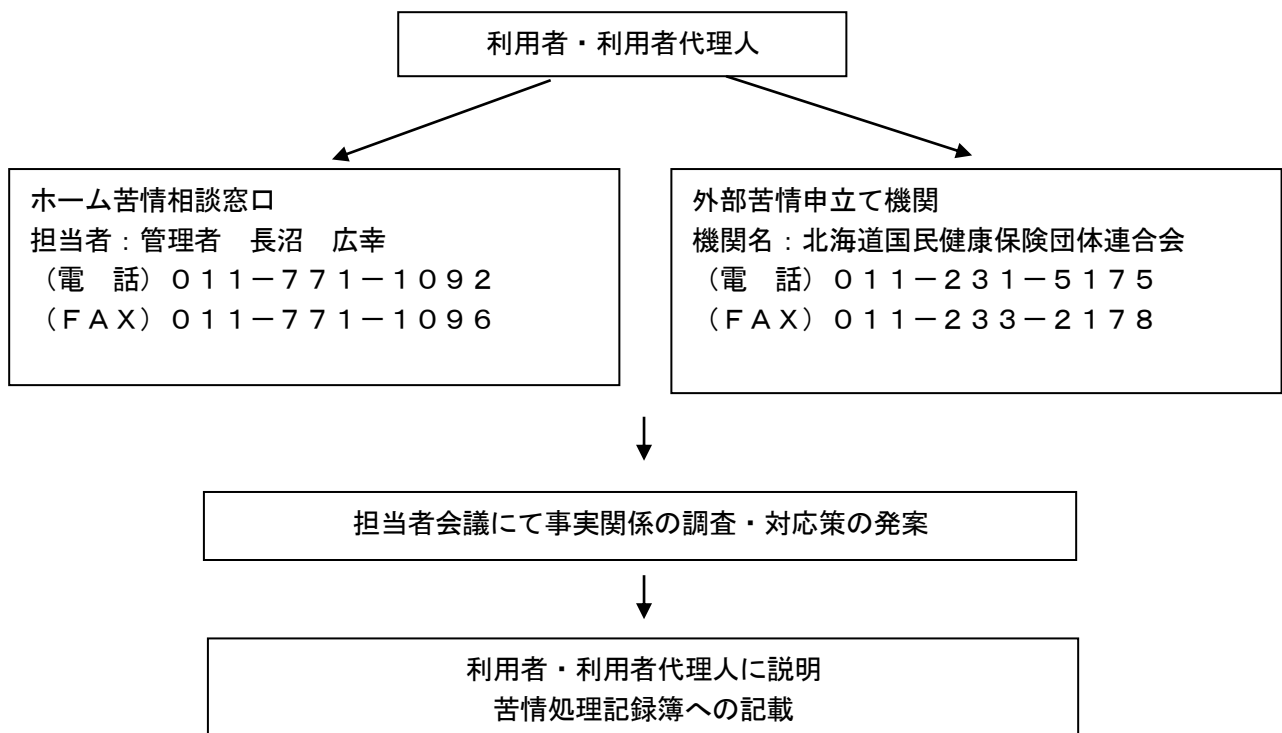 利用者・利用者代理人
ホーム苦情相談窓口
担当者：管理者　長沼　広幸
（電　話）０１１－７７１－１０９２
（ＦＡＸ）０１１－７７１－１０９６
外部苦情申立て機関
機関名：北海道国民健康保険団体連合会
（電　話）０１１－２３１－５１７５
（ＦＡＸ）０１１－２３３－２１７８
担当者会議にて事実関係の調査・対応策の発案
利用者・利用者代理人に説明
苦情処理記録簿への記載